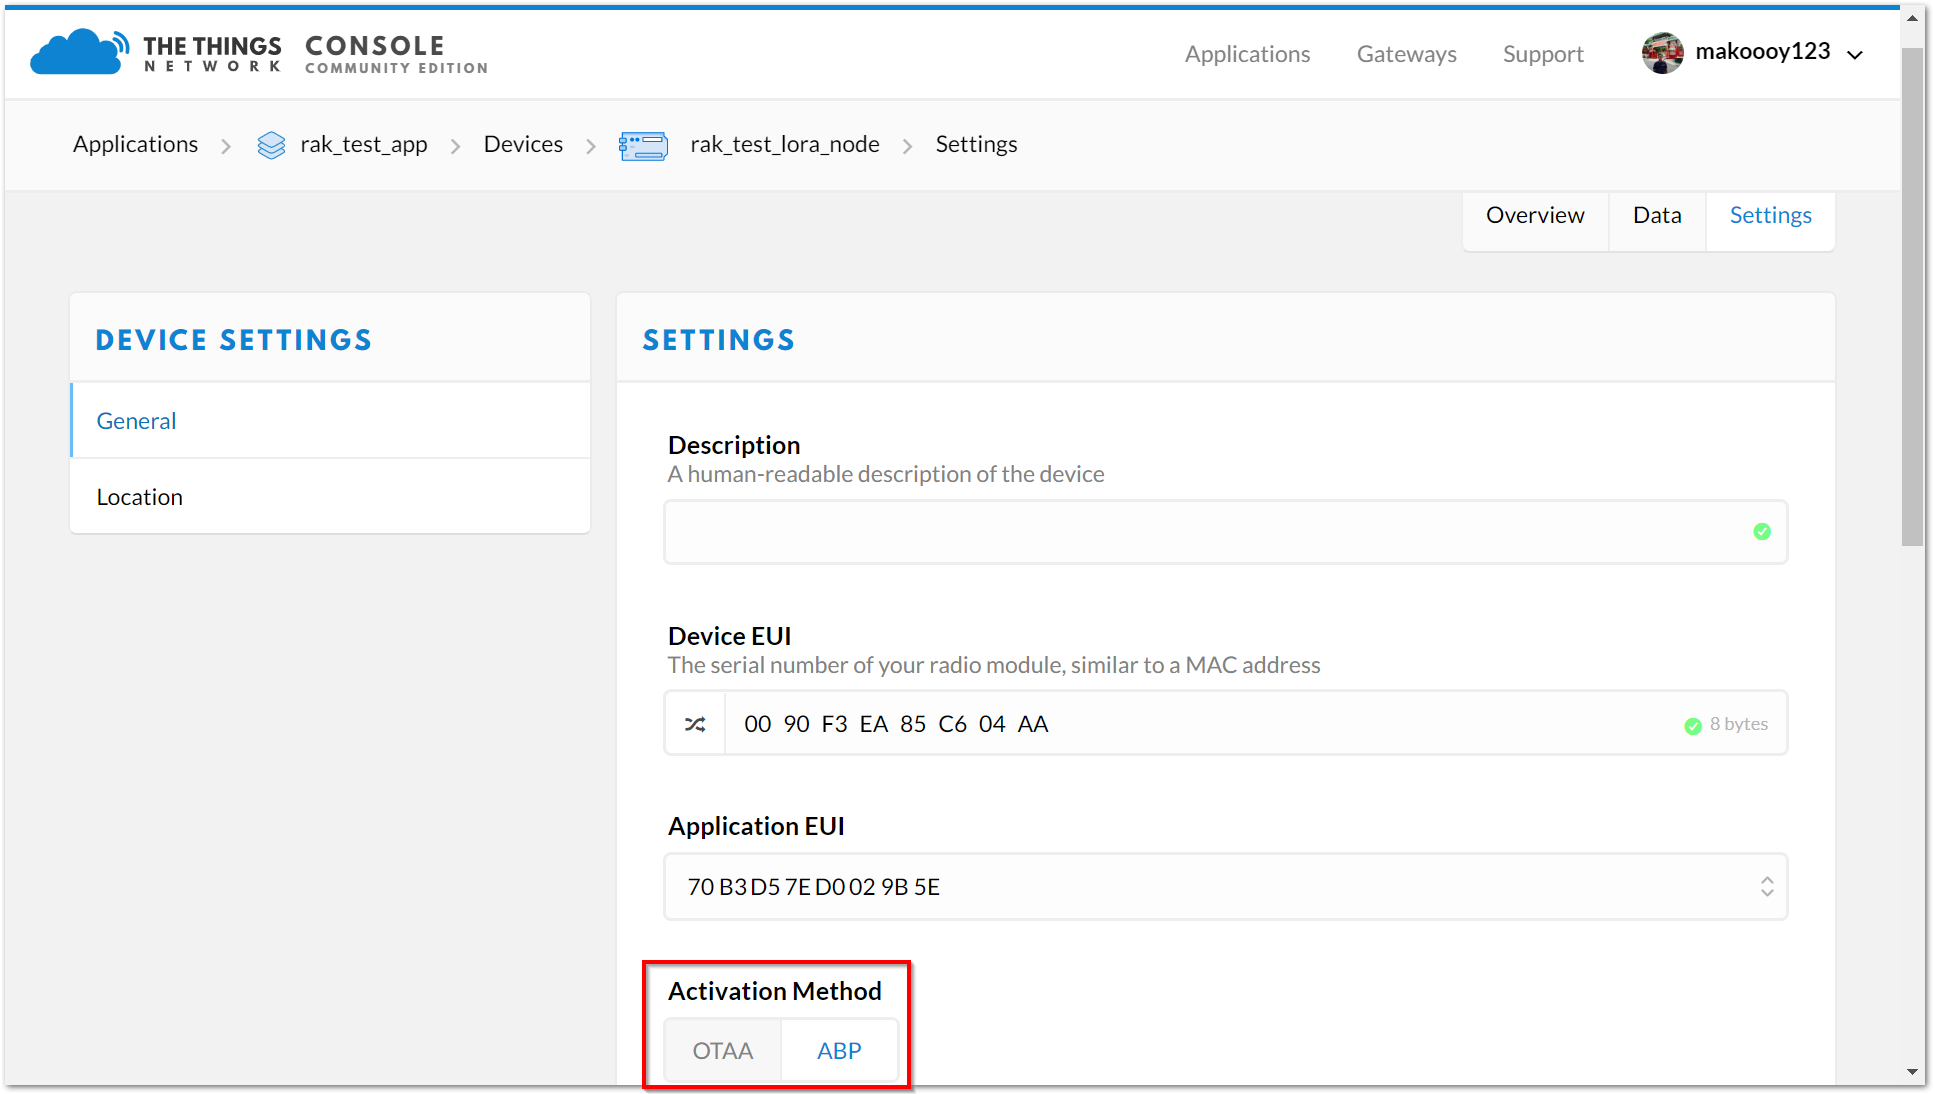 THE THINGS NETWORK CONSOLE COMMUNITY EDITION
Applications Gateways Support makoooy123
Applications rak_test_app Devices rak_test_lora_node Settings
Overview Data Settings
DEVICE SETTINGS
General
Location
SETTINGS
Description
A human-readable description of the device
Device EUI
The serial number of your radio module, similar to a MAC address
00 90 F3 EA 85 C6 04 AA 8 bytes
Application EUI
70 B3 D5 7E D0 02 9B 5E
Activation Method
OTAA ABP